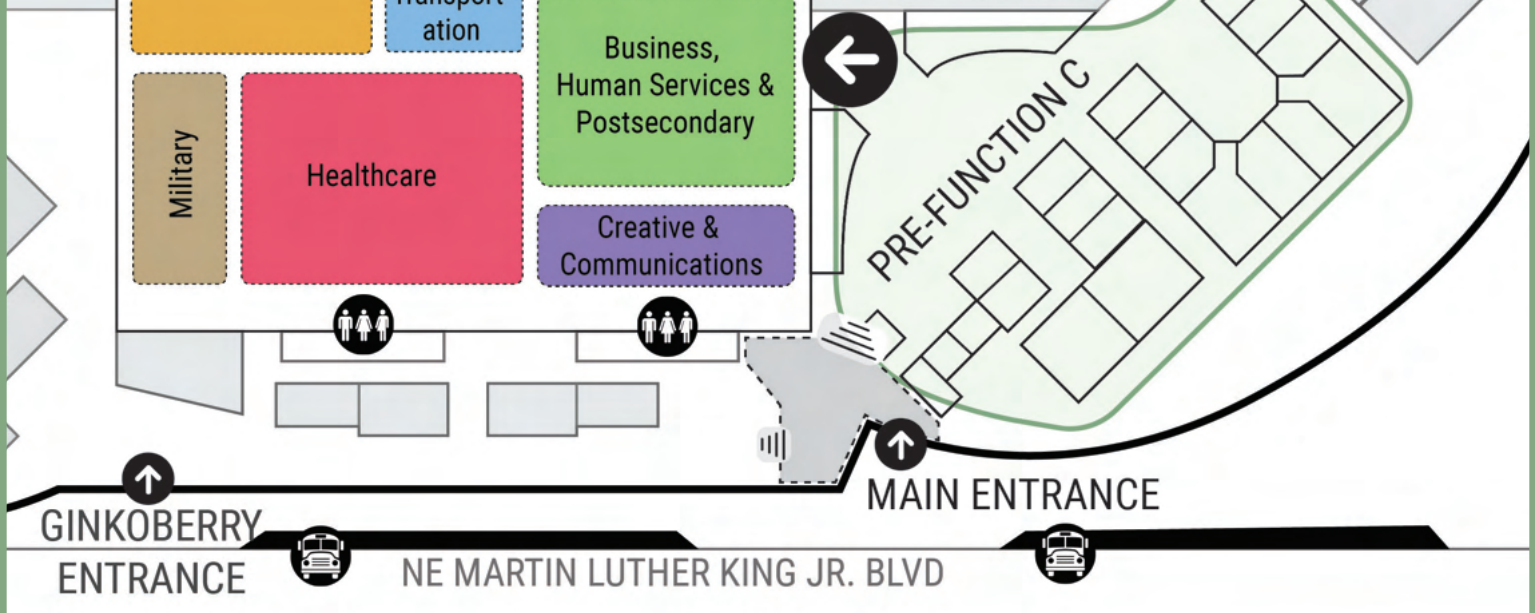 ation
Business,
Human Services &
Postsecondary
Military
Healthcare
Creative &
Communications
PRE-FUNCTION C
MAIN ENTRANCE
GINKOBERRY
ENTRANCE
NE MARTIN LUTHER KING JR. BLVD